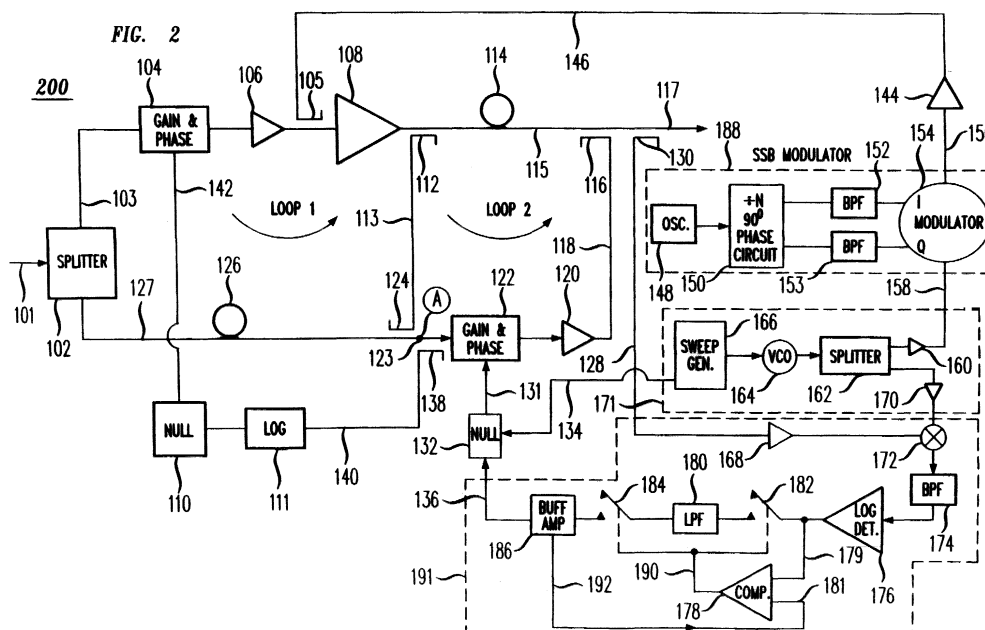 FIG. 2
200
146
104
106
105
108
114
117
144
GAIN &
PHASE
112
115
116
130
188
SSB MODULATOR
152
154
103
142
LOOP 1
113
LOOP 2
118
OSC.
÷N
90°
PHASE
CIRCUIT
BPF
BPF
I
MODULATOR
Q
148
150
153
158
101
SPLITTER
102
127
126
124
A
123
122
GAIN &
PHASE
120
128
166
SWEEP
GEN.
VCO
164
SPLITTER
162
160
170
171
131
134
138
NULL
132
168
172
NULL
110
LOG
111
140
136
BUFF
AMP
186
184
180
LPF
182
BPF
174
LOG
DET.
176
179
191
192
190
COMP.
178
181